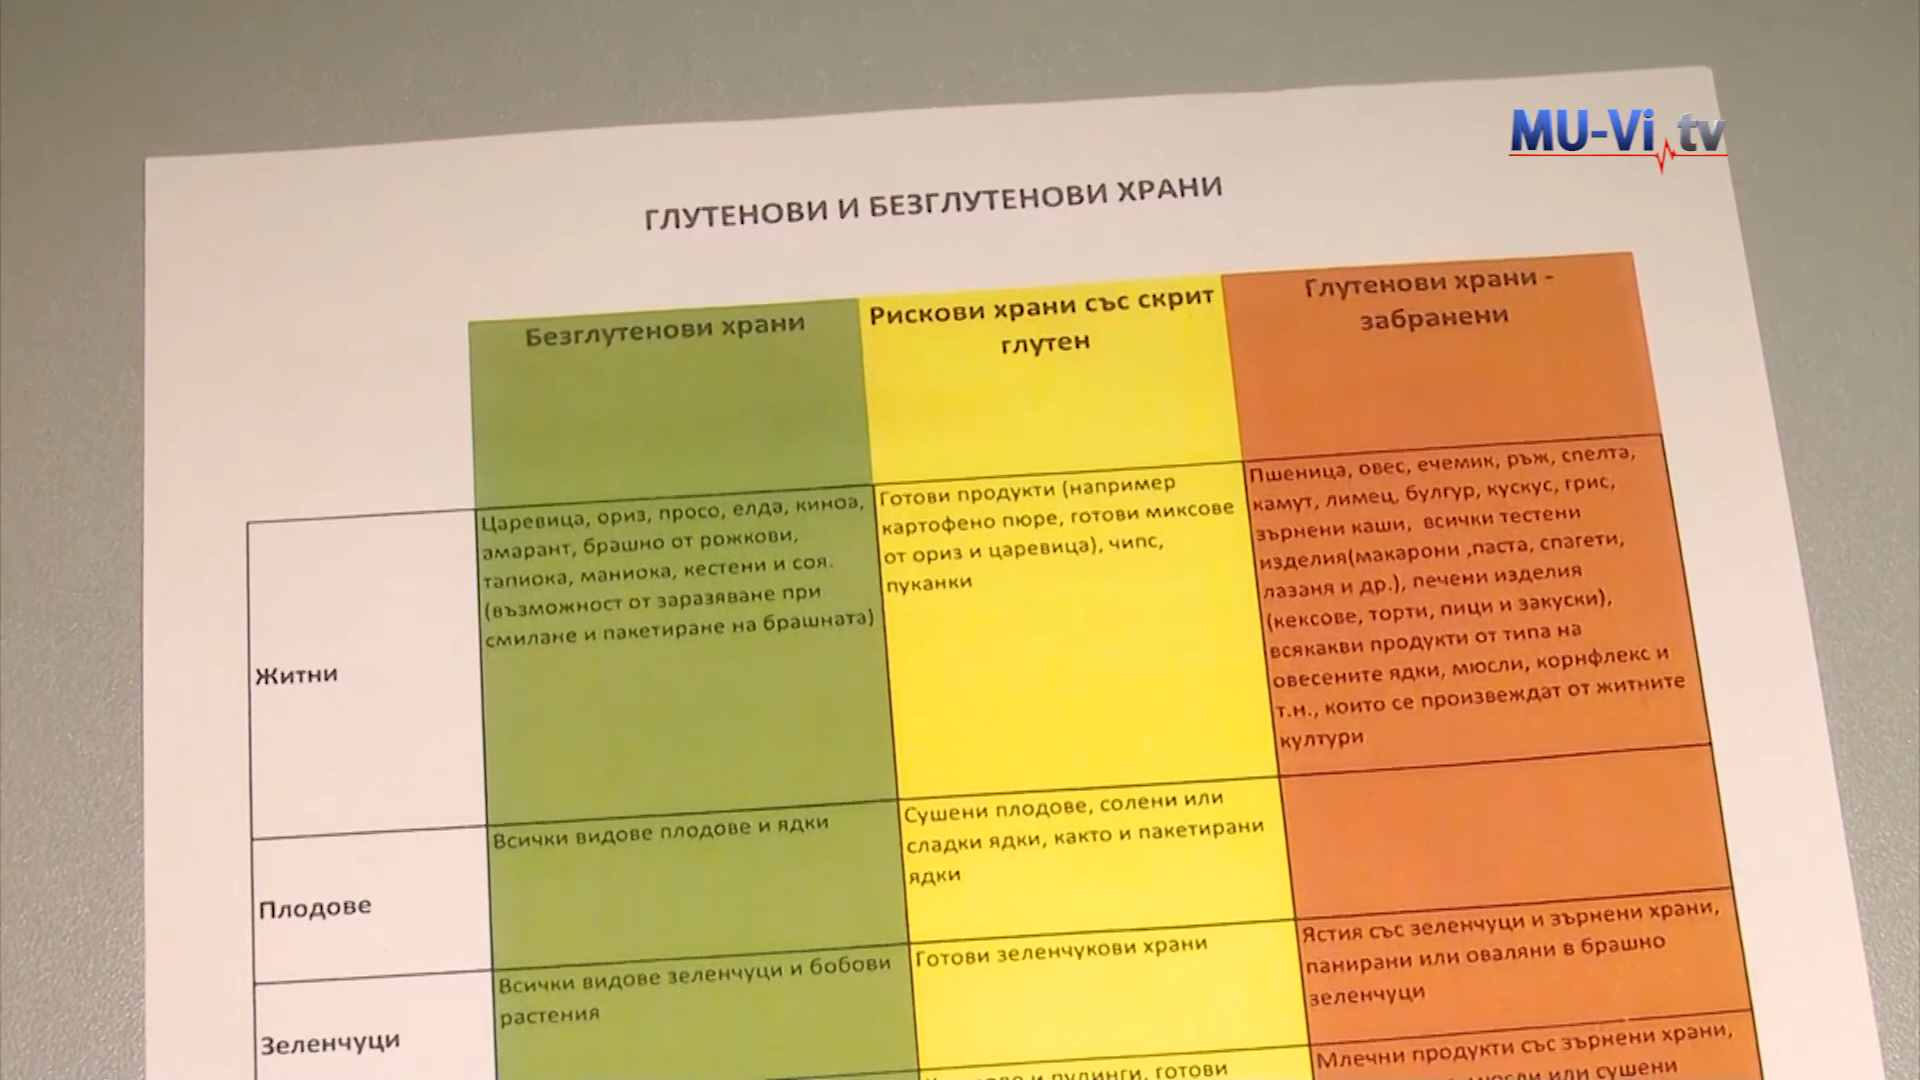 MU-Vi tv
ГЛУТЕНОВИ И БЕЗГЛУТЕНОВИ ХРАНИ
Безглутенови храни
Рискови храни със скрит
глутен
Глутенови храни -
забранени
Житни
Царевица, ориз, просо, елда, киноа,
амарант, брашно от рожкови,
тапиока, маниока, кестени и соя.
(възможност от заразяване при
смилане и пакетиране на брашната)
Готови продукти (например
картофено пюре, готови миксове
от ориз и царевица), чипс,
пуканки
Пшеница, овес, ечемик, ръж, спелта,
камут, лимец, булгур, кускус, грис,
зърнени каши, всички тестени
изделия(макарони ,паста, спагети,
лазаня и др.), печени изделия
(кексове, торти, пици и закуски),
всякакви продукти от типа на
овесените ядки, мюсли, корнфлекс и
т.н., които се произвеждат от житните
култури
Плодове
Всички видове плодове и ядки
Сушени плодове, солени или
сладки ядки, както и пакетирани
ядки
Зеленчуци
Всички видове зеленчуци и бобови
растения
Готови зеленчукови храни
Ястия със зеленчуци и зърнени храни,
панирани или оваляни в брашно
зеленчуци
и пудинги, готови
Млечни продукти със зърнени храни,
или сушени